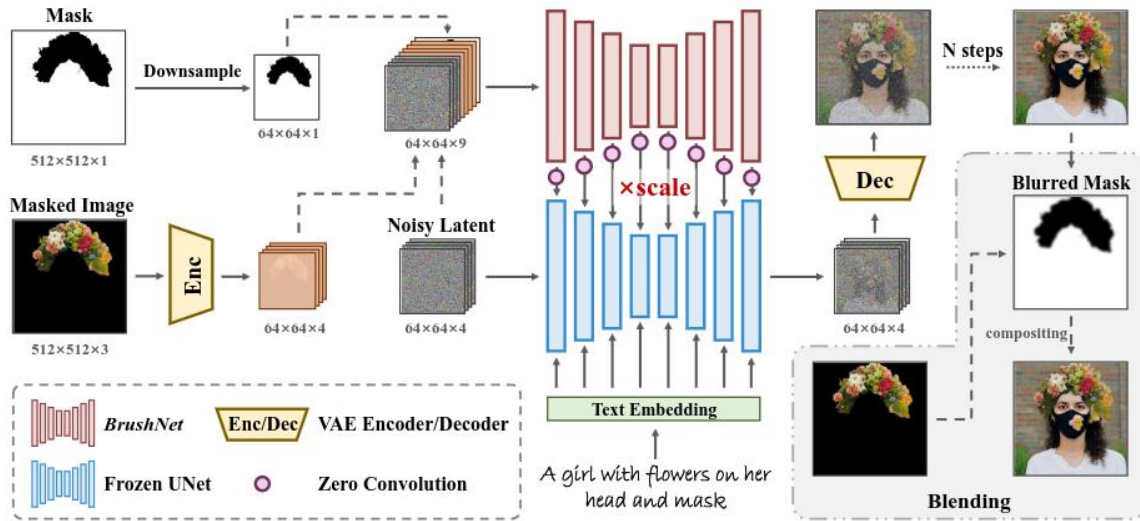 Mask
Downsample
64×64×1
512×512×1
64×64×9
Masked Image
Enc
64×64×4
512×512×3
Noisy Latent
64×64×4
×scale
Text Embedding
A girl with flowers on her
head and mask
Dec
64×64×4
N steps
Blurred Mask
compositing
Blending
BrushNet
Enc/Dec
VAE Encoder/Decoder
Frozen UNet
Zero Convolution